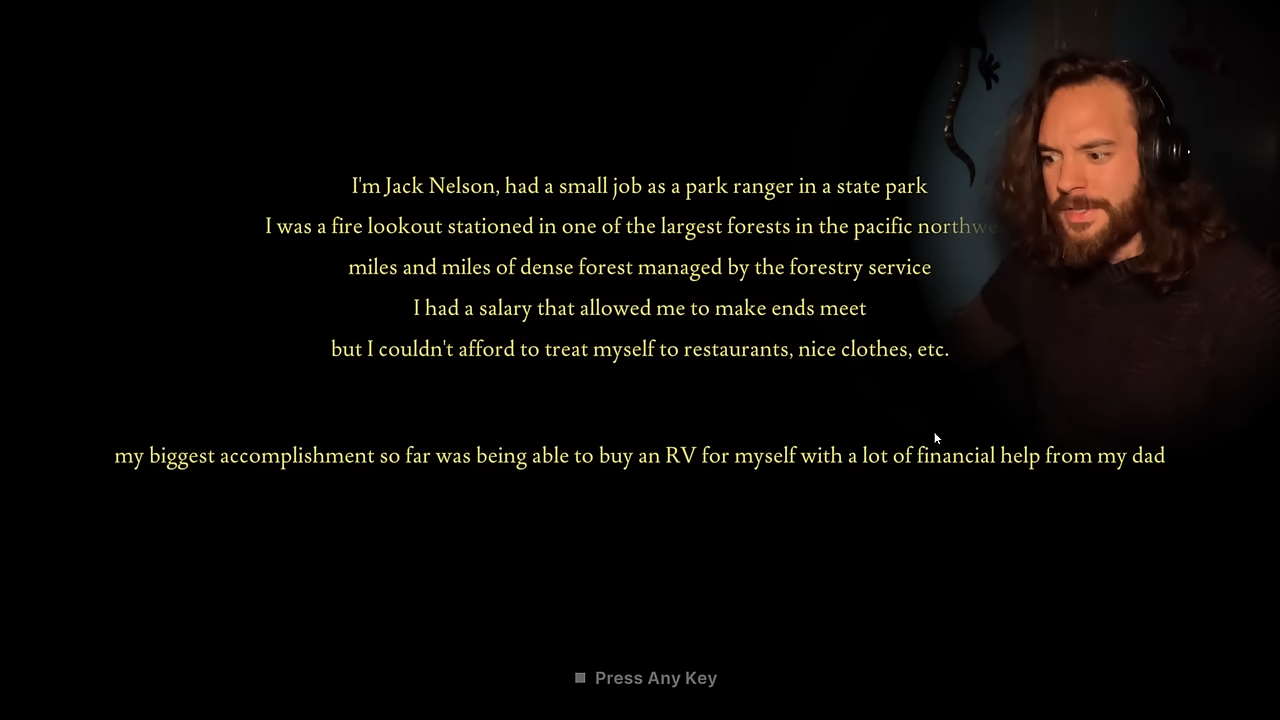 I'm Jack Nelson, had a small job as a park ranger in a state park
I was a fire lookout stationed in one of the largest forests in the pacific
miles and miles of dense forest managed by the forestry service
I had a salary that allowed me to make ends meet
but I couldn't afford to treat myself to restaurants, nice clothes, etc.
my biggest accomplishment so far was being able to buy an RV for myself with a lot of financial help from my dad
Press Any Key